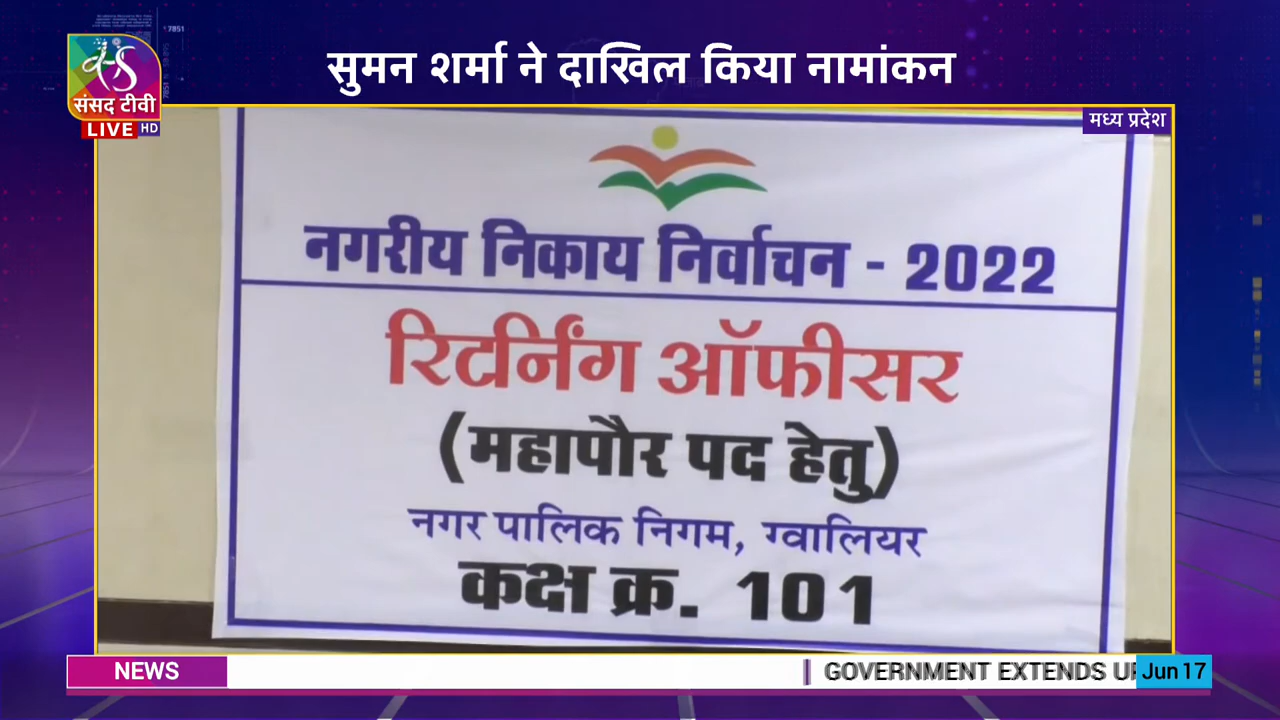 सुमन शर्मा ने दाखिल किया नामांकन
संसद टीवी
LIVE HD
मध्य प्रदेश
नगरीय निकाय निर्वाचन - 2022
रिटर्निंग ऑफीसर
(महापौर पद हेतु)
नगर पालिक निगम, ग्वालियर
कक्ष क्र. 101
NEWS
GOVERNMENT EXTENDS
Jun 17
7851